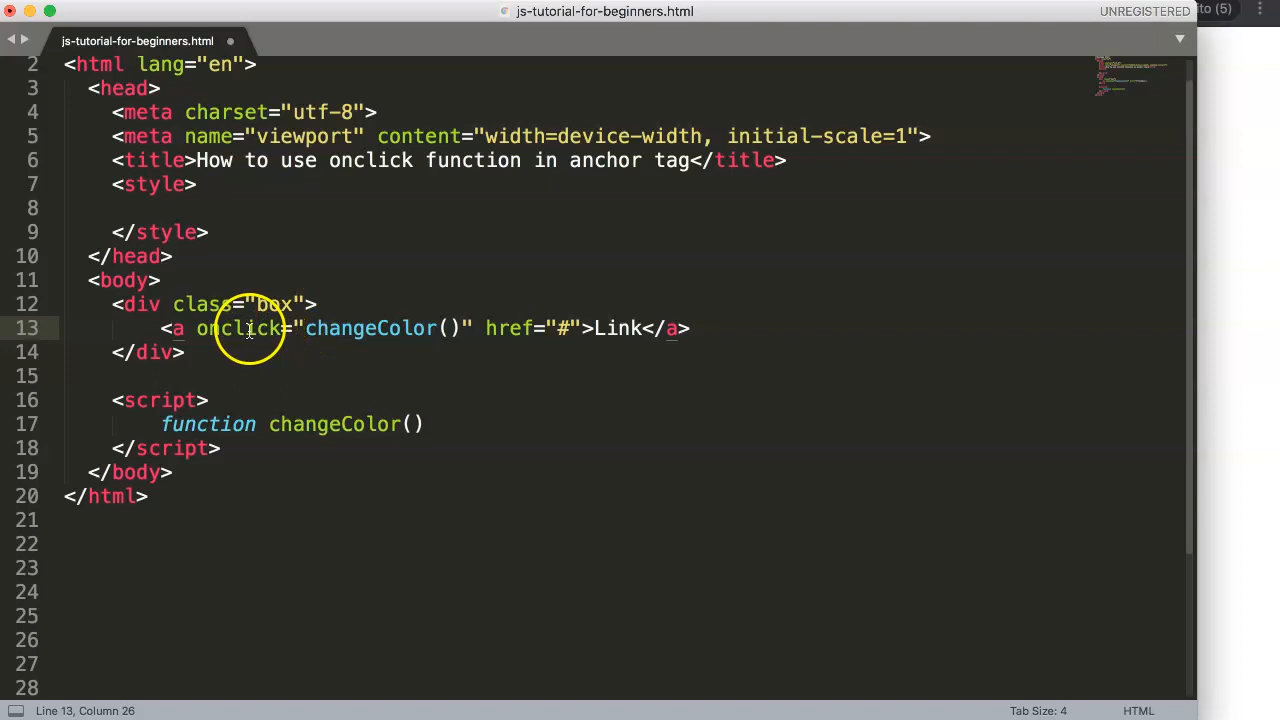 js-tutorial-for-beginners.html
UNREGISTERED
ito (5)
js-tutorial-for-beginners.html
2 <html lang="en">
3 <head>
4 <meta charset="utf-8">
5 <meta name="viewport" content="width=device-width, initial-scale=1">
6 <title>How to use onclick function in anchor tag</title>
7 <style>
8
9 </style>
10 </head>
11 <body>
12 <div class="box">
13 <a onclick="changeColor()" href="#">Link</a>
14 </div>
15
16 <script>
17 function changeColor()
18 </script>
19 </body>
20 </html>
21
22
23
24
25
26
27
28
Line 13, Column 26
Tab Size: 4
HTML